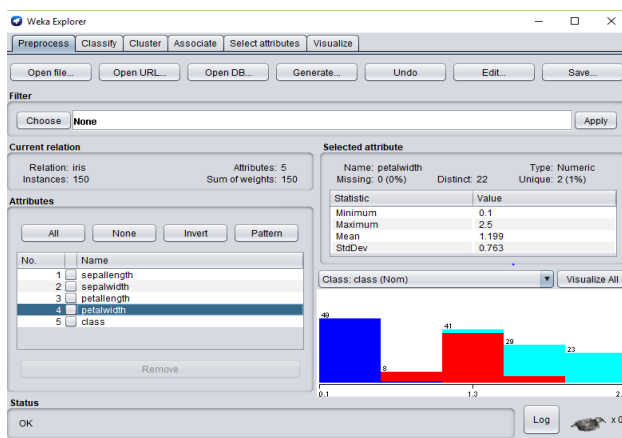 Weka Explorer
Preprocess Classify Cluster Associate Select attributes Visualize
Open file... Open URL... Open DB... Generate... Undo Edit... Save...
Filter
Choose None Apply
Current relation
Relation: iris Attributes: 5
Instances: 150 Sum of weights: 150
Selected attribute
Name: petalwidth Type: Numeric
Missing: 0 (0%) Distinct: 22 Unique: 2 (1%)
Statistic Value
Minimum 0.1
Maximum 2.5
Mean 1.199
StdDev 0.763
Attributes
All None Invert Pattern
No. Name
1 sepallength
2 sepalwidth
3 petallength
4 petalwidth
5 class
Remove
Class: class (Nom) Visualize All
49 8 41 29 23
0.1 1.3 2.
Status
OK Log x 0